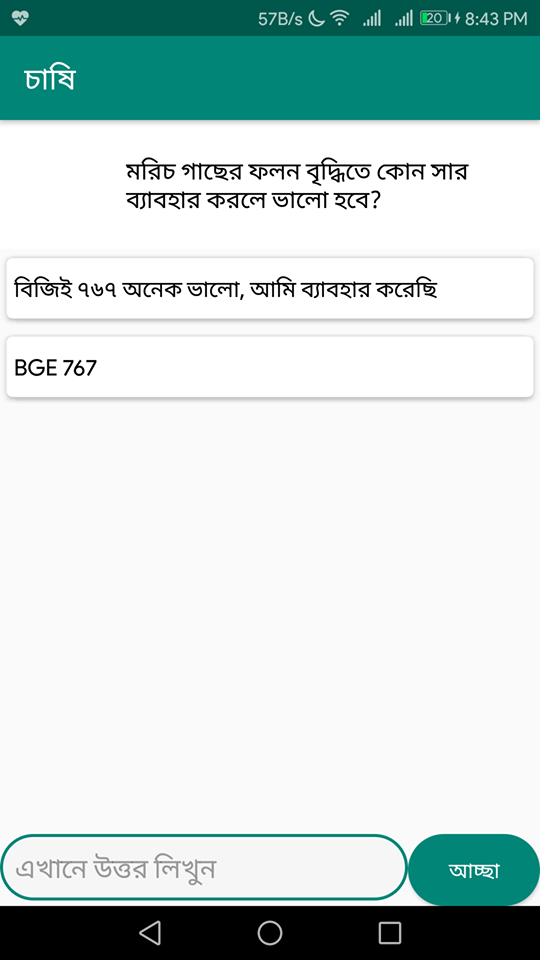 57B/s 20 8:43 PM
চাষি
মরিচ গাছের ফলন বৃদ্ধিতে কোন সার
ব্যাবহার করলে ভালো হবে?
বিজিই ৭৬৭ অনেক ভালো, আমি ব্যাবহার করেছি
BGE 767
এখানে উত্তর লিখুন
আচ্ছা